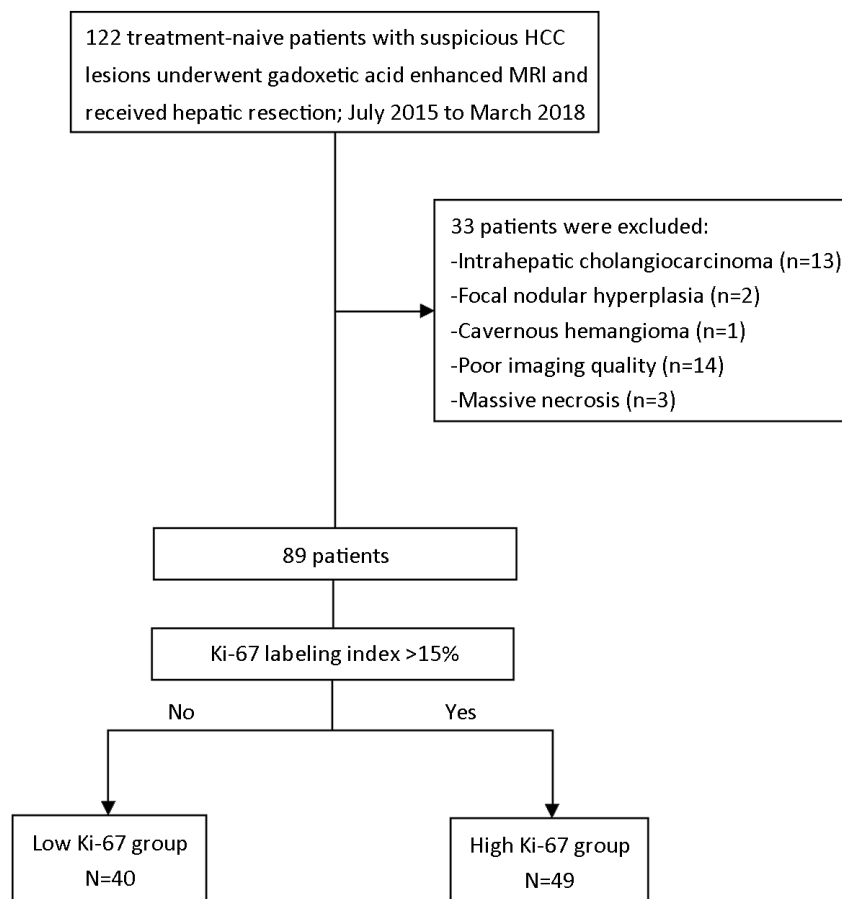 122 treatment-naive patients with suspicious HCC
lesions underwent gadoxetic acid enhanced MRI and
received hepatic resection; July 2015 to March 2018
33 patients were excluded:
-Intrahepatic cholangiocarcinoma (n=13)
-Focal nodular hyperplasia (n=2)
-Cavernous hemangioma (n=1)
-Poor imaging quality (n=14)
-Massive necrosis (n=3)
89 patients
Ki-67 labeling index >15%
No
Yes
Low Ki-67 group
N=40
High Ki-67 group
N=49